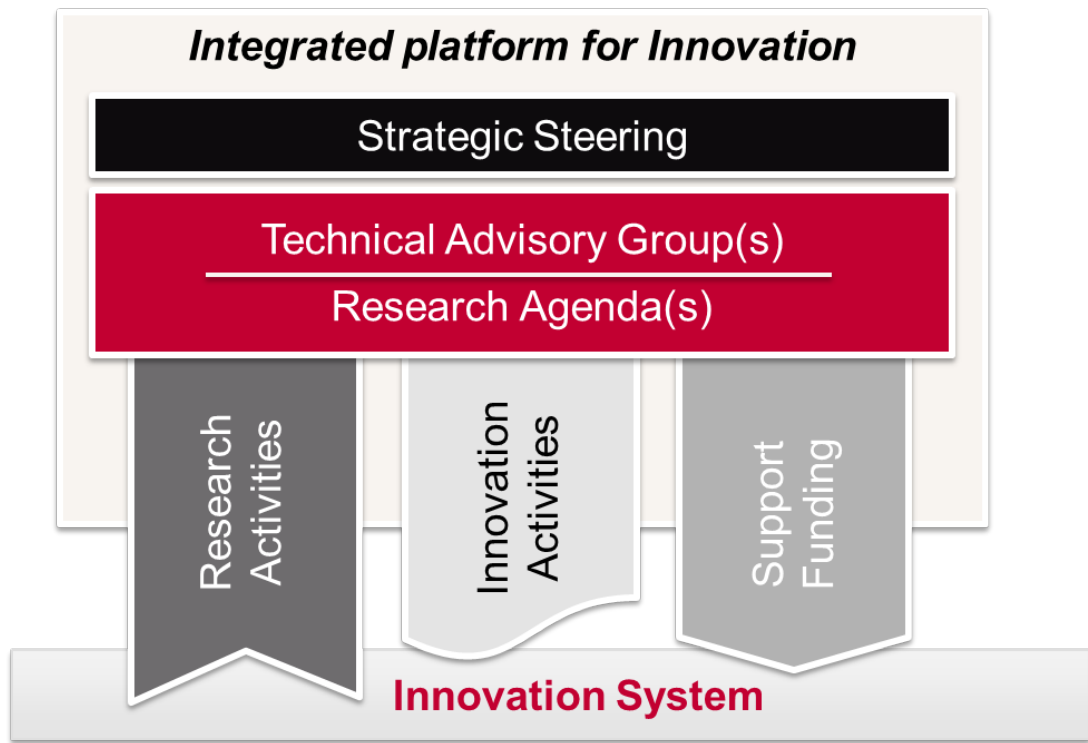 Integrated platform for Innovation
Strategic Steering
Technical Advisory Group(s)
Research Agenda(s)
Research
Activities
Innovation
Activities
Support
Funding
Innovation System